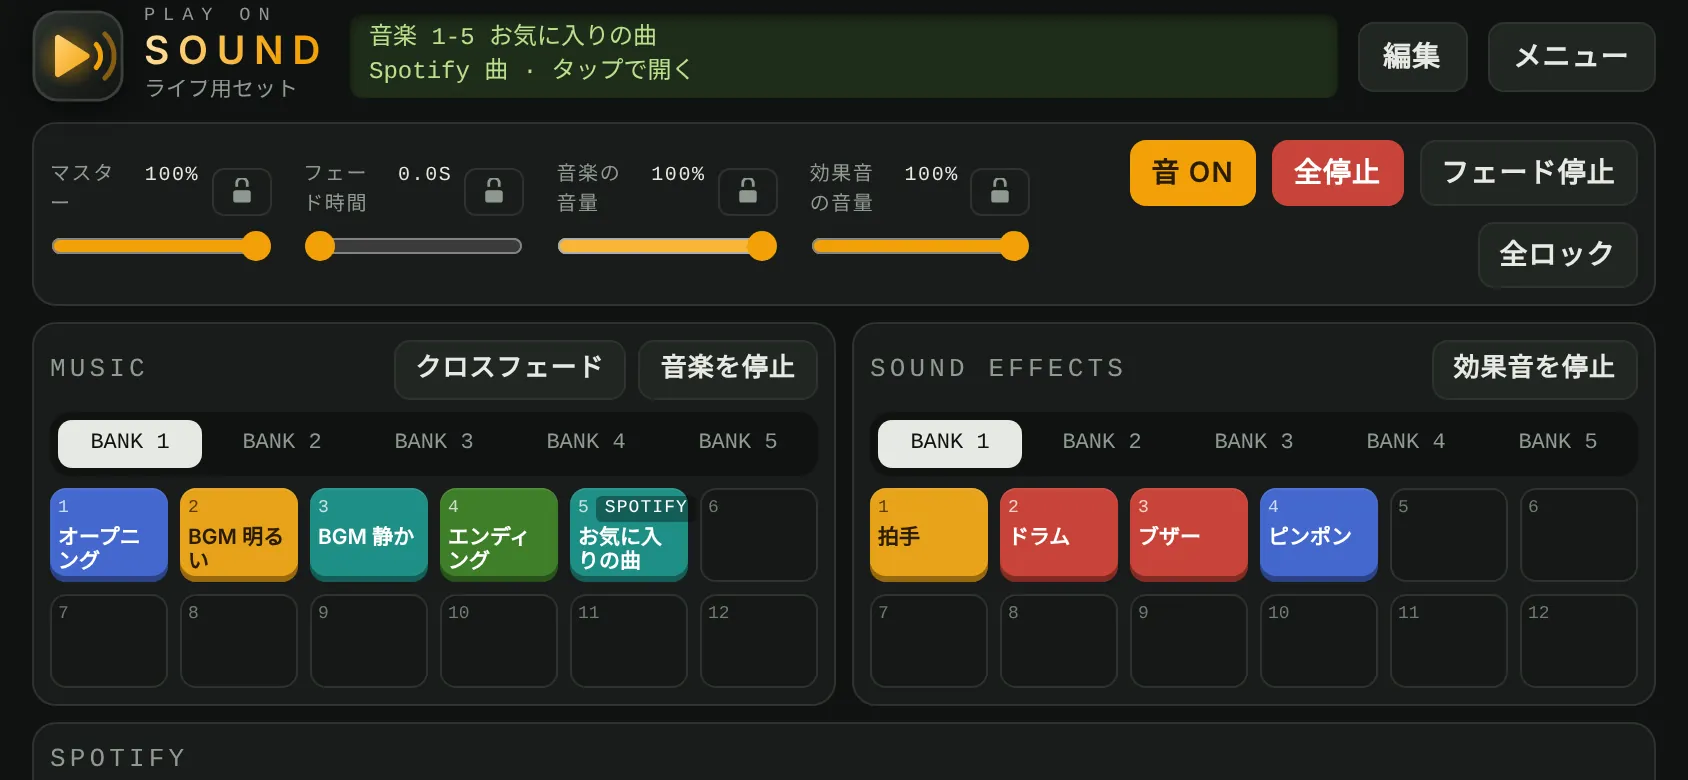 PLAY ON
SOUND
ライブ用セット
音楽 1-5 お気に入りの曲
Spotify 曲 · タップで開く
編集
メニュー
マスター
100%
フェード時間
0.0S
音楽の音量
100%
効果音の音量
100%
音 ON
全停止
フェード停止
全ロック
MUSIC
クロスフェード
音楽を停止
BANK 1
BANK 2
BANK 3
BANK 4
BANK 5
1
オープニング
2
BGM 明るい
3
BGM 静か
4
エンディング
5
SPOTIFY
お気に入りの曲
6
7
8
9
10
11
12
SOUND EFFECTS
効果音を停止
BANK 1
BANK 2
BANK 3
BANK 4
BANK 5
1
拍手
2
ドラム
3
ブザー
4
ピンポン
5
6
7
8
9
10
11
12
SPOTIFY